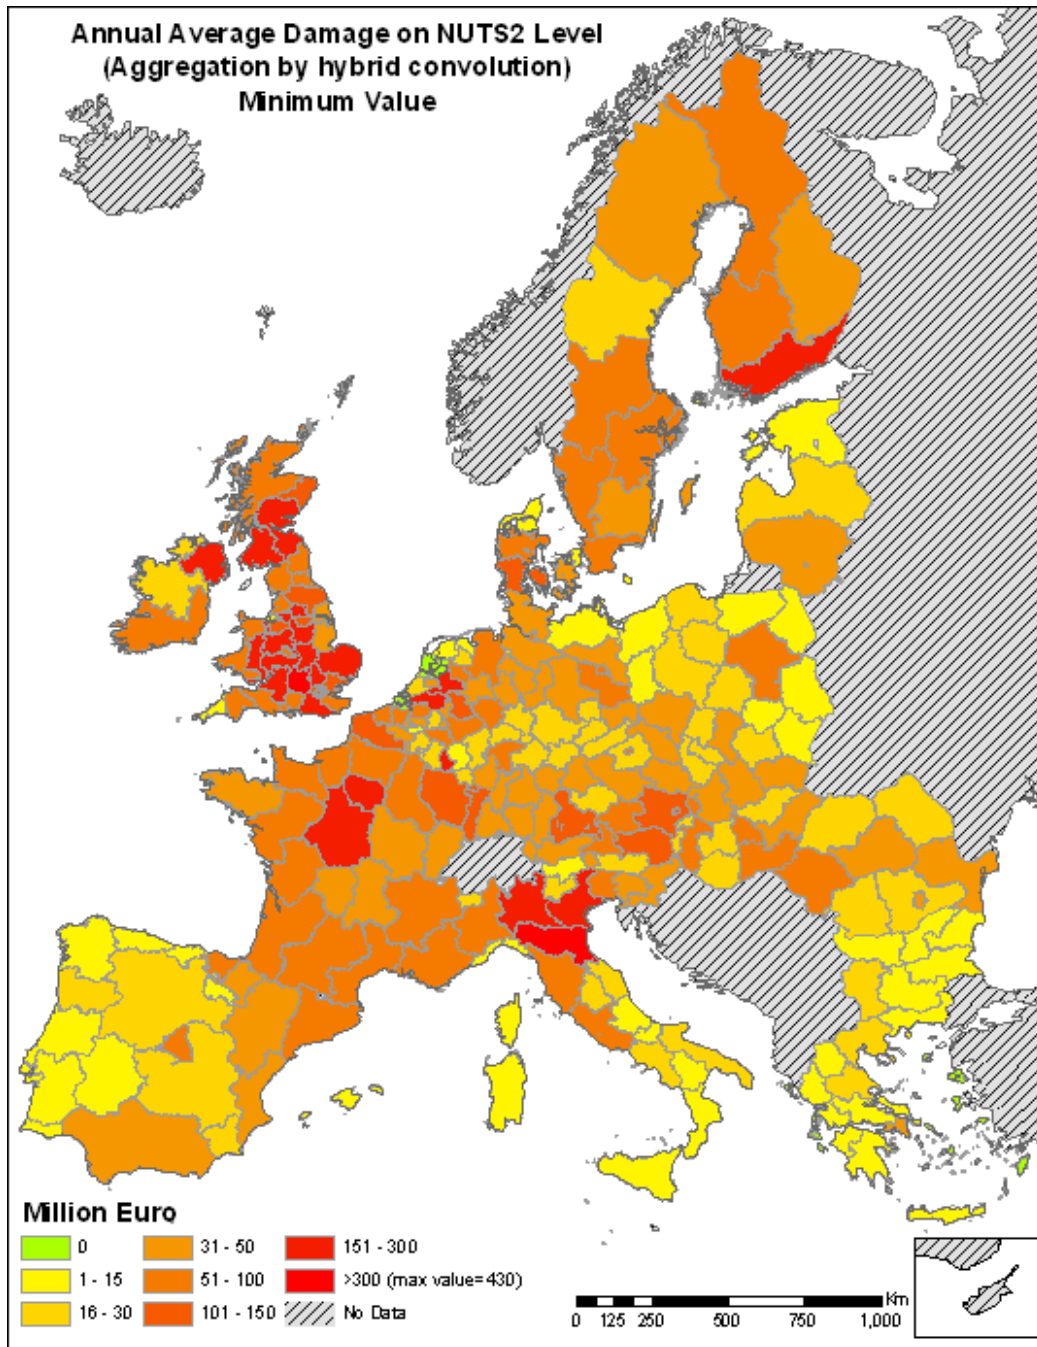 Annual Average Damage on NUTS2 Level
(Aggregation by hybrid convolution)
Minimum Value
Million Euro
0
1 - 15
16 - 30
31 - 50
51 - 100
101 - 150
151 - 300
>300 (max value=430)
No Data
Km
0 125 250 500 750 1,000